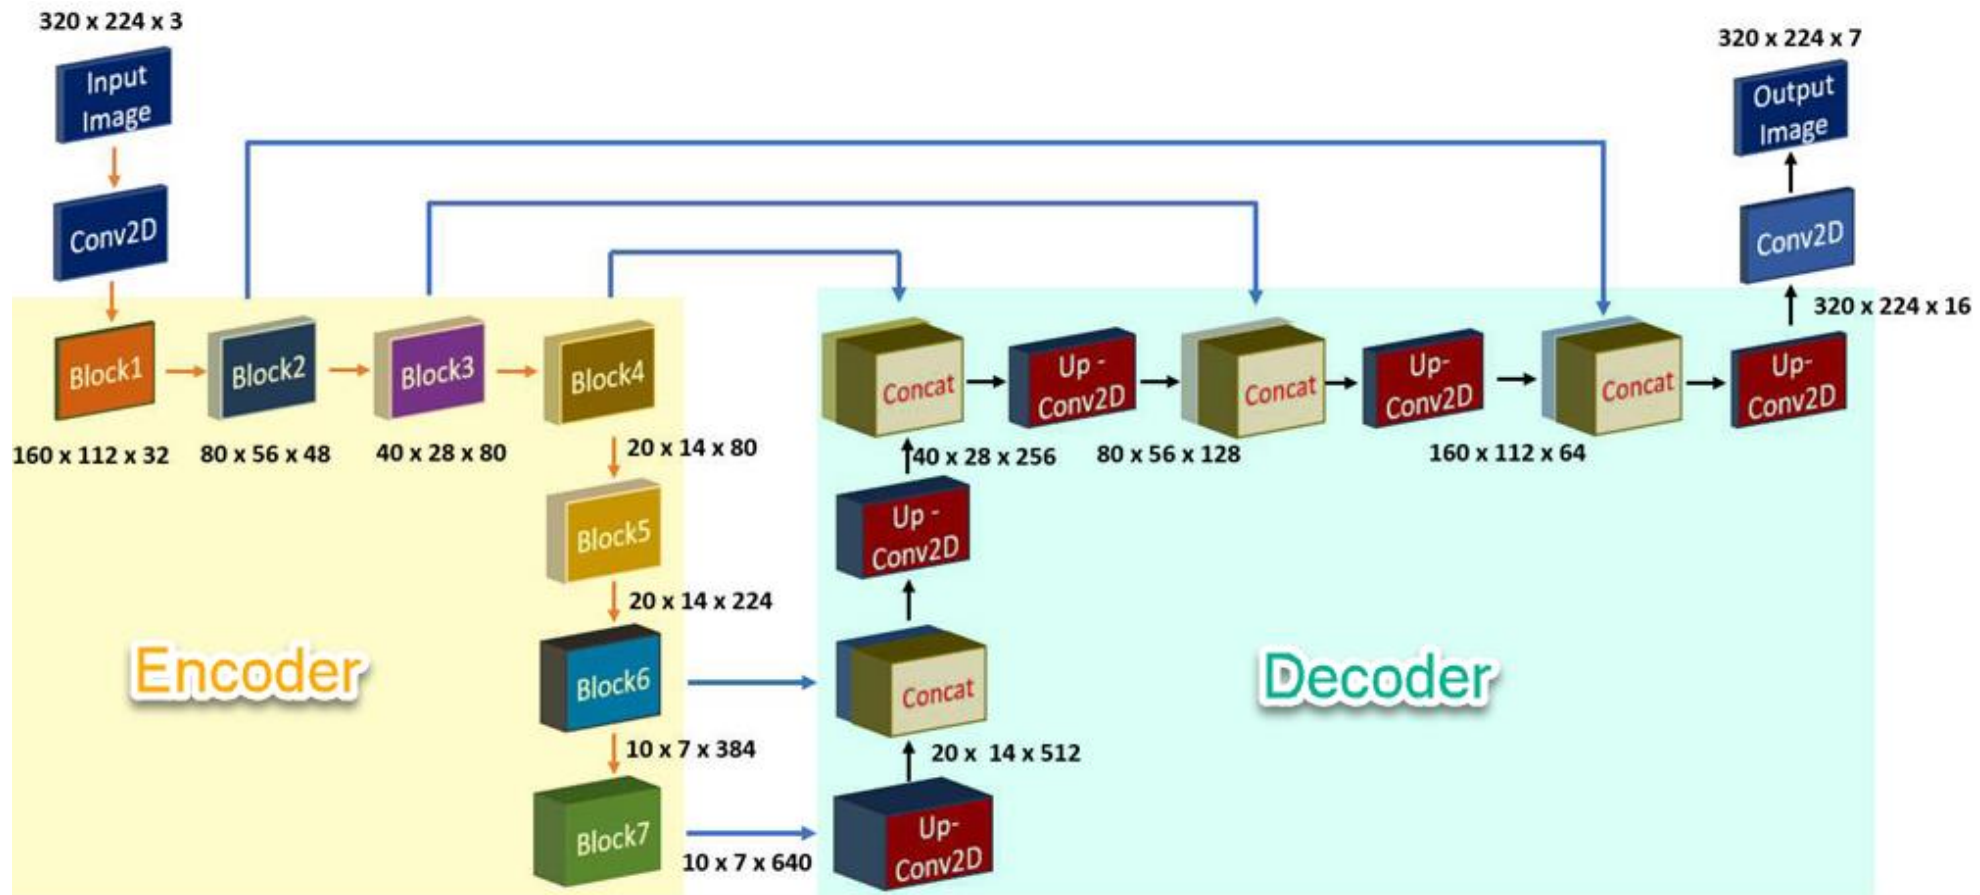 320 x 224 x 3
Input
Image
Conv2D
Block1
160 x 112 x 32
Block2
80 x 56 x 48
Block3
40 x 28 x 80
Block4
20 x 14 x 80
Block5
20 x 14 x 224
Block6
10 x 7 x 384
Block7
10 x 7 x 640
Encoder
Up-
Conv2D
20 x 14 x 512
Concat
Up -
Conv2D
40 x 28 x 256
Concat
Up -
Conv2D
80 x 56 x 128
Concat
Up-
Conv2D
160 x 112 x 64
Concat
Up-
Conv2D
320 x 224 x 16
Conv2D
Output
Image
320 x 224 x 7
Decoder